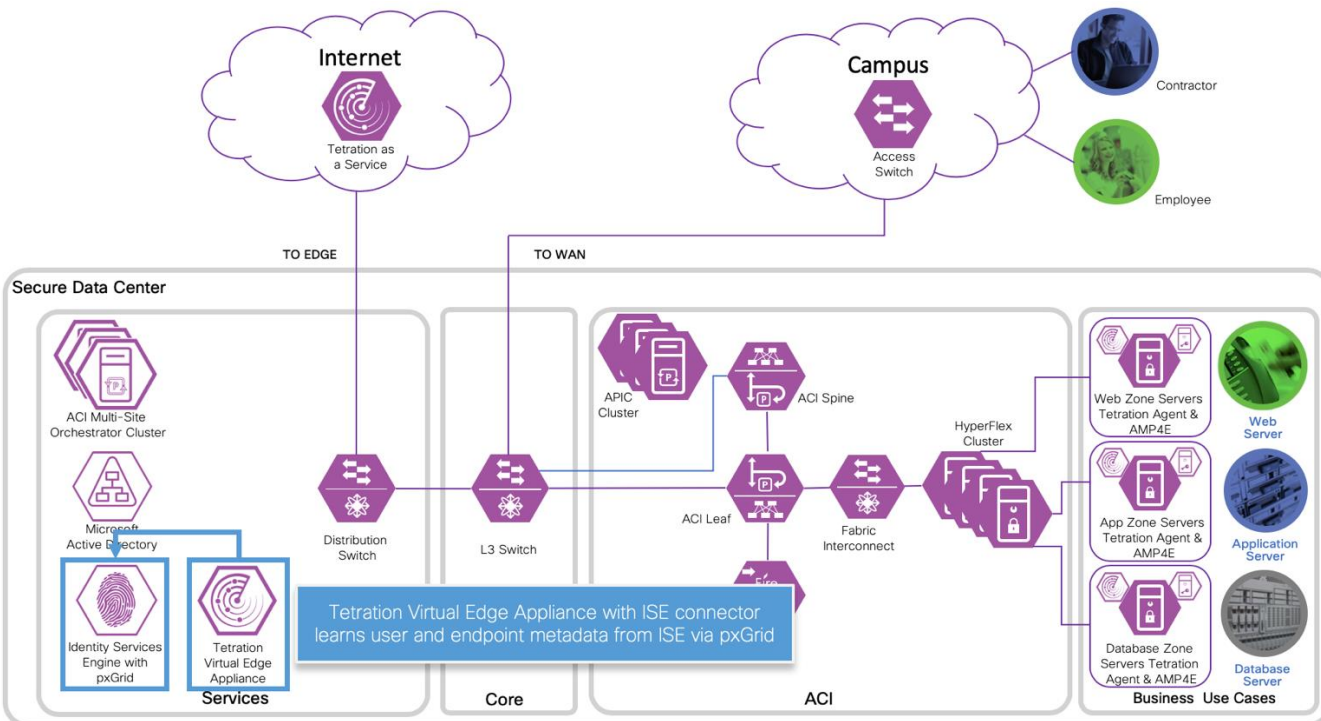 Internet
Tetration as
a Service
Campus
Access
Switch
Contractor
Employee
TO EDGE
TO WAN
Secure Data Center
ACI Multi-Site
Orchestrator Cluster
Microsoft
Active Directory
Identity Services
Engine with
pxGrid
Tetration
Virtual Edge
Appliance
Services
Distribution
Switch
L3 Switch
Core
APIC
Cluster
P
P
ACI Spine
P
ACI Leaf
Fabric
Interconnect
HyperFlex
Cluster
Fire
ACI
Tetration Virtual Edge Appliance with ISE connector
learns user and endpoint metadata from ISE via pxGrid
Web Zone Servers
Tetration Agent &
AMP4E
Web
Server
App Zone Servers
Tetration Agent &
AMP4E
Application
Server
Database Zone
Servers Tetration
Agent & AMP4E
Database
Server
Business Use Cases